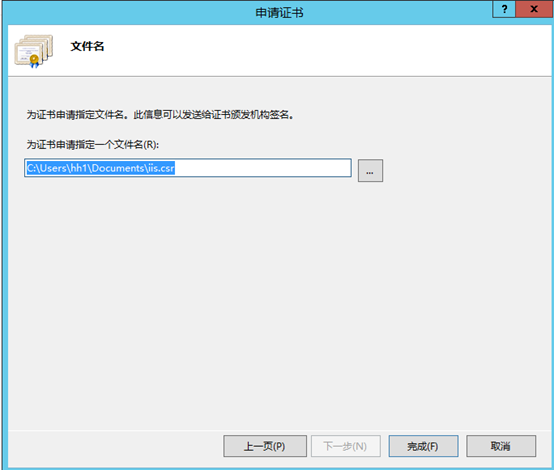 申请证书
? x
文件名
为证书申请指定文件名。此信息可以发送给证书颁发机构签名。
为证书申请指定一个文件名(R):
C:\Users\hh1\Documents\iis.csr
...
上一页(P) 下一步(N) 完成(F) 取消